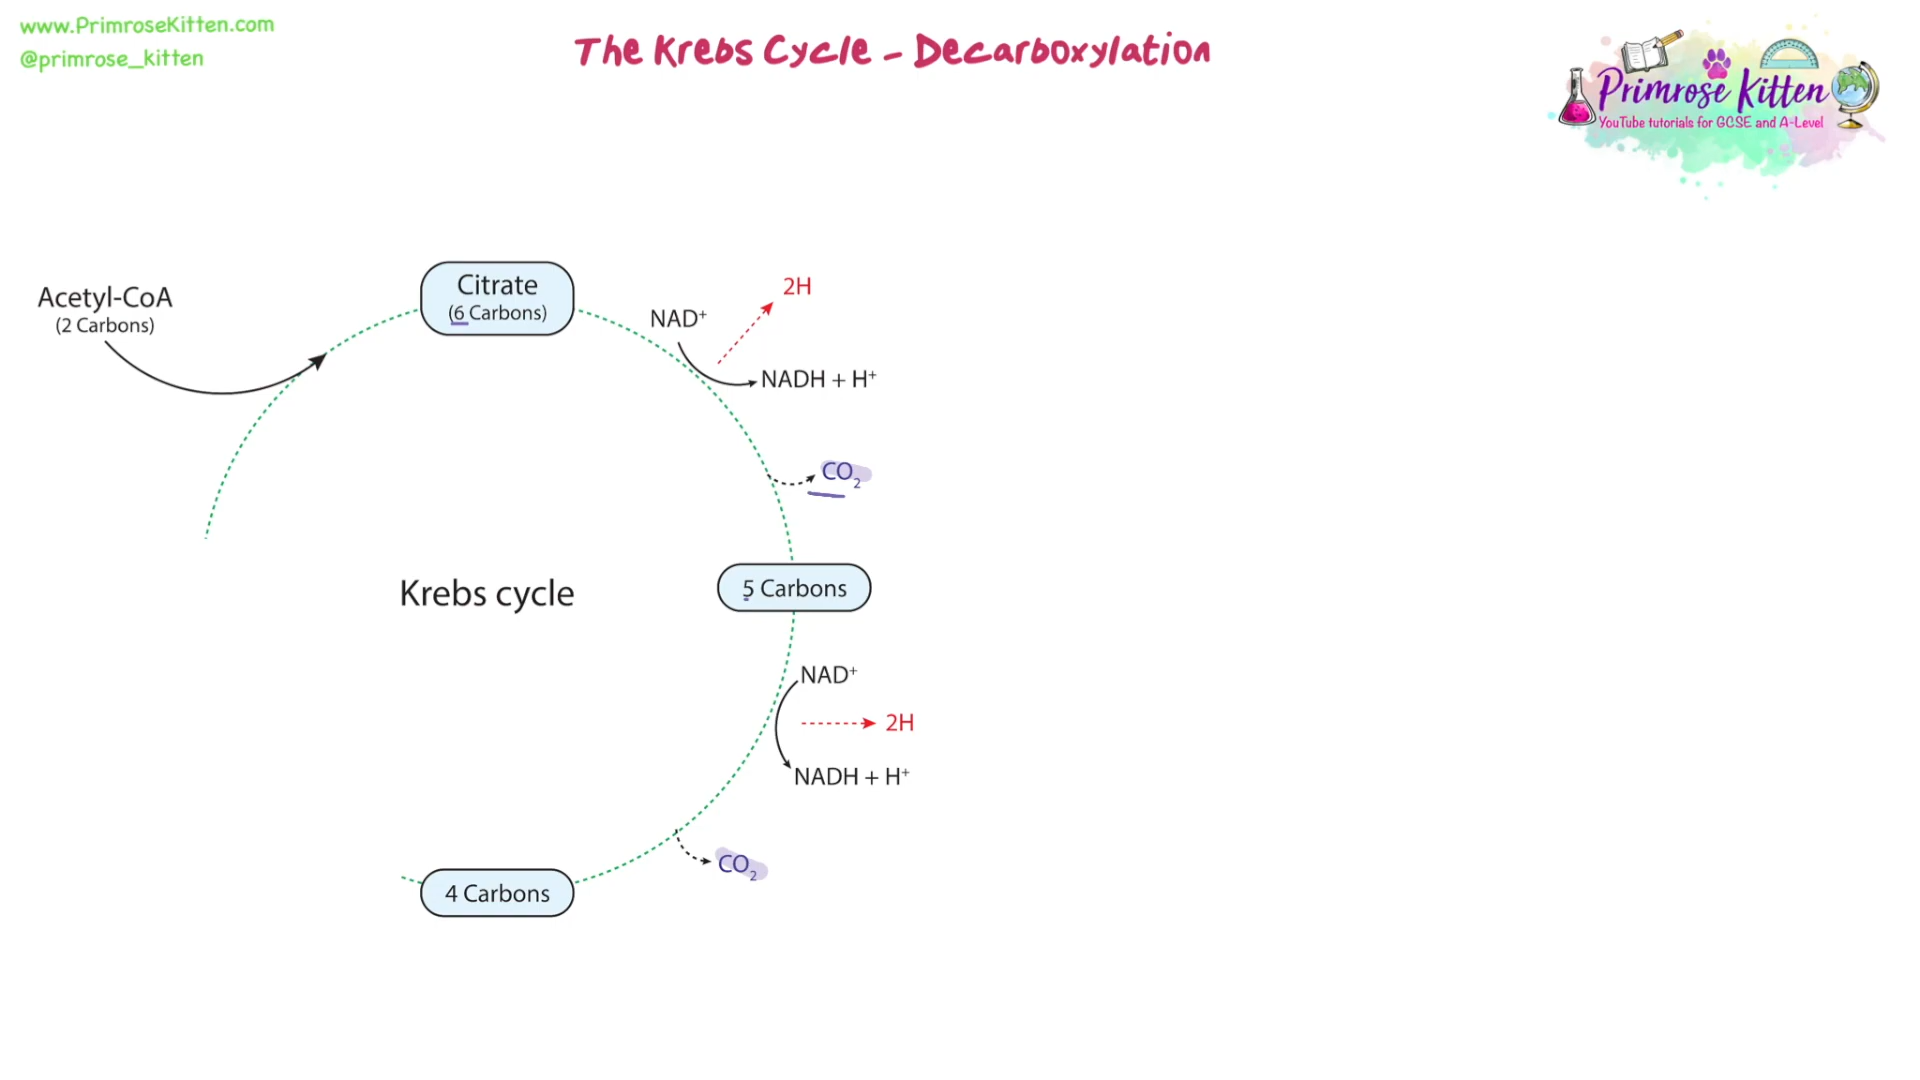 www.PrimroseKitten.com
@primrose_kitten
The Krebs Cycle - Decarboxylation
Primrose Kitten
YouTube tutorials for GCSE and A-Level
Acetyl-CoA
(2 Carbons)
Citrate
(6 Carbons)
2H
NAD⁺
NADH + H⁺
CO₂
Krebs cycle
5 Carbons
NAD⁺
2H
NADH + H⁺
CO₂
4 Carbons